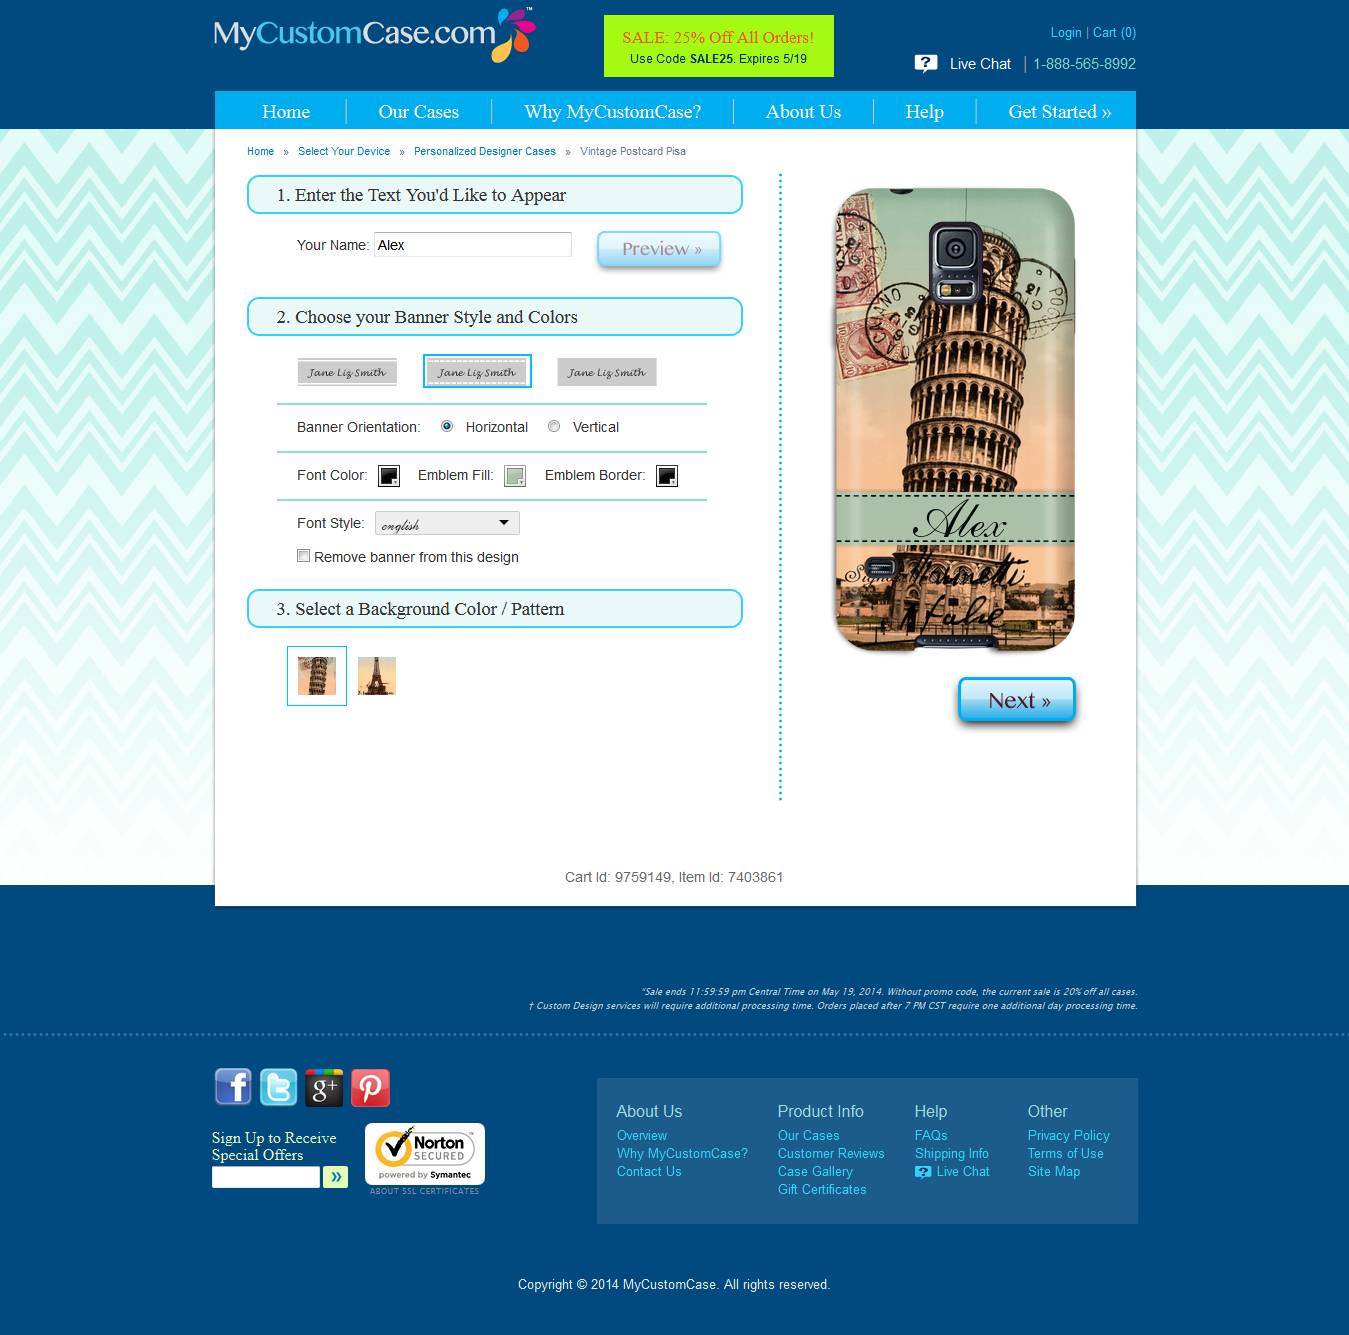 MyCustomCase.com™
SALE: 25% Off All Orders!
Use Code SALE25. Expires 5/19
Login | Cart (0)
Live Chat | 1-888-565-8992
Home
Our Cases
Why MyCustomCase?
About Us
Help
Get Started »
Home » Select Your Device » Personalized Designer Cases » Vintage Postcard Pisa
1. Enter the Text You'd Like to Appear
Your Name: Alex
Preview »
2. Choose your Banner Style and Colors
Jane Liz Smith
Jane Liz Smith
Jane Liz Smith
Banner Orientation: Horizontal Vertical
Font Color: Emblem Fill: Emblem Border:
Font Style: english
Remove banner from this design
3. Select a Background Color / Pattern
Alex
Next »
Cart Id: 9759149, Item Id: 7403861
*Sale ends 11:59:59 pm Central Time on May 19, 2014. Without promo code, the current sale is 20% off all cases.
† Custom Design services will require additional processing time. Orders placed after 7 PM CST require one additional day processing time.
Sign Up to Receive
Special Offers
»
Norton
SECURED
powered by Symantec
ABOUT SSL CERTIFICATES
About Us
Overview
Why MyCustomCase?
Contact Us
Product Info
Our Cases
Customer Reviews
Case Gallery
Gift Certificates
Help
FAQs
Shipping Info
Live Chat
Other
Privacy Policy
Terms of Use
Site Map
Copyright © 2014 MyCustomCase. All rights reserved.